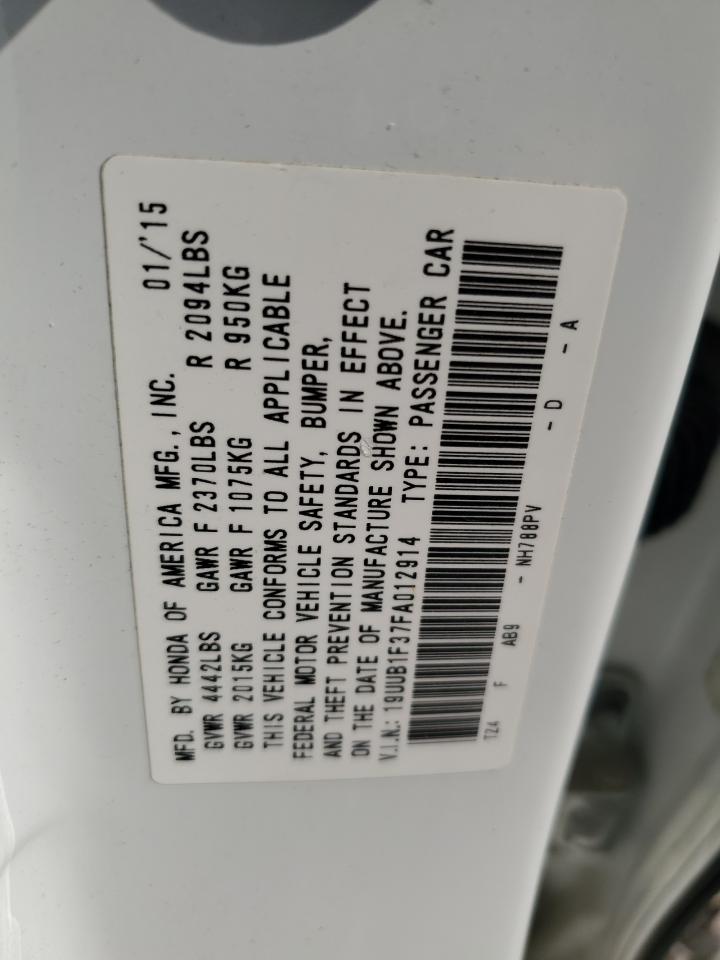 MFD. BY HONDA OF AMERICA MFG., INC. 01/'15
GVWR 4442LBS GAWR F 2370LBS R 2094LBS
GVWR 2015KG GAWR F 1075KG R 950KG
THIS VEHICLE CONFORMS TO ALL APPLICABLE
FEDERAL MOTOR VEHICLE SAFETY, BUMPER,
AND THEFT PREVENTION STANDARDS IN EFFECT
ON THE DATE OF MANUFACTURE SHOWN ABOVE.
V.I.N.: 19UUB1F37FA012914 TYPE: PASSENGER CAR
TZ4 F AB9 - NH788PV - D - A